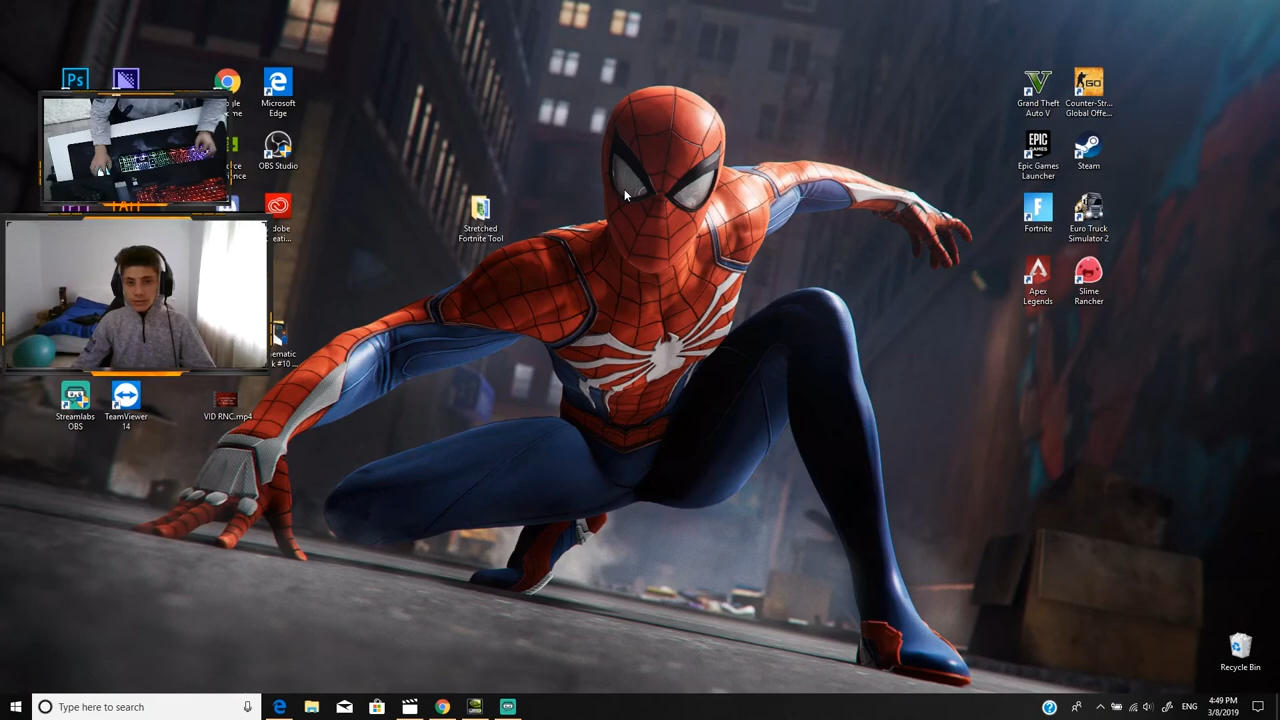 Ps
Microsoft
Edge
OBS Studio
Streamlabs
OBS
TeamViewer
14
VID RNC.mp4
Stretched
Fortnite Tool
Grand Theft
Auto V
Counter-Str...
Global Offe...
GO
EPIC
GAMES
Epic Games
Launcher
Steam
F
Fortnite
Euro Truck
Simulator 2
Apex
Legends
Slime
Rancher
Recycle Bin
Type here to search
ENG
4:49 PM
3/8/2019